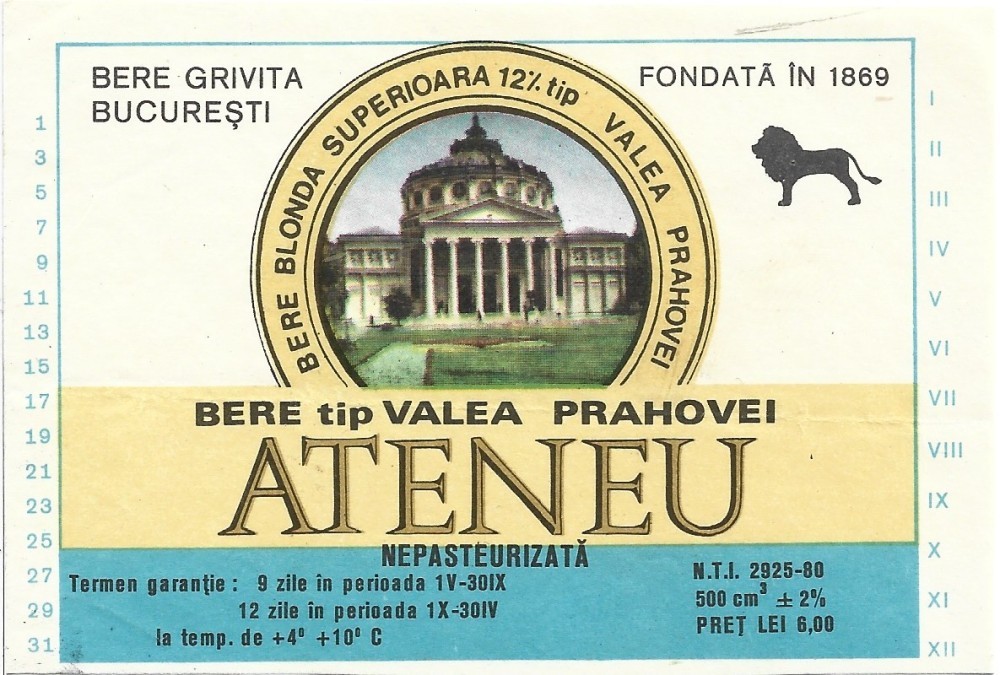 BERE GRIVITA
BUCUREȘTI
FONDATĂ ÎN 1869
BERE BLONDA SUPERIOARA 12% tip VALEA PRAHOVEI
1
3
5
7
9
11
13
15
17
19
21
23
25
27
29
31
I
II
III
IV
V
VI
VII
VIII
IX
X
XI
XII
BERE tip VALEA PRAHOVEI
ATENEU
NEPASTEURIZATĂ
Termen garanție : 9 zile în perioada 1V-30IX
12 zile în perioada 1X-30IV
la temp. de +4° +10° C
N.T.I. 2925-80
500 cm³ ± 2%
PREȚ LEI 6,00